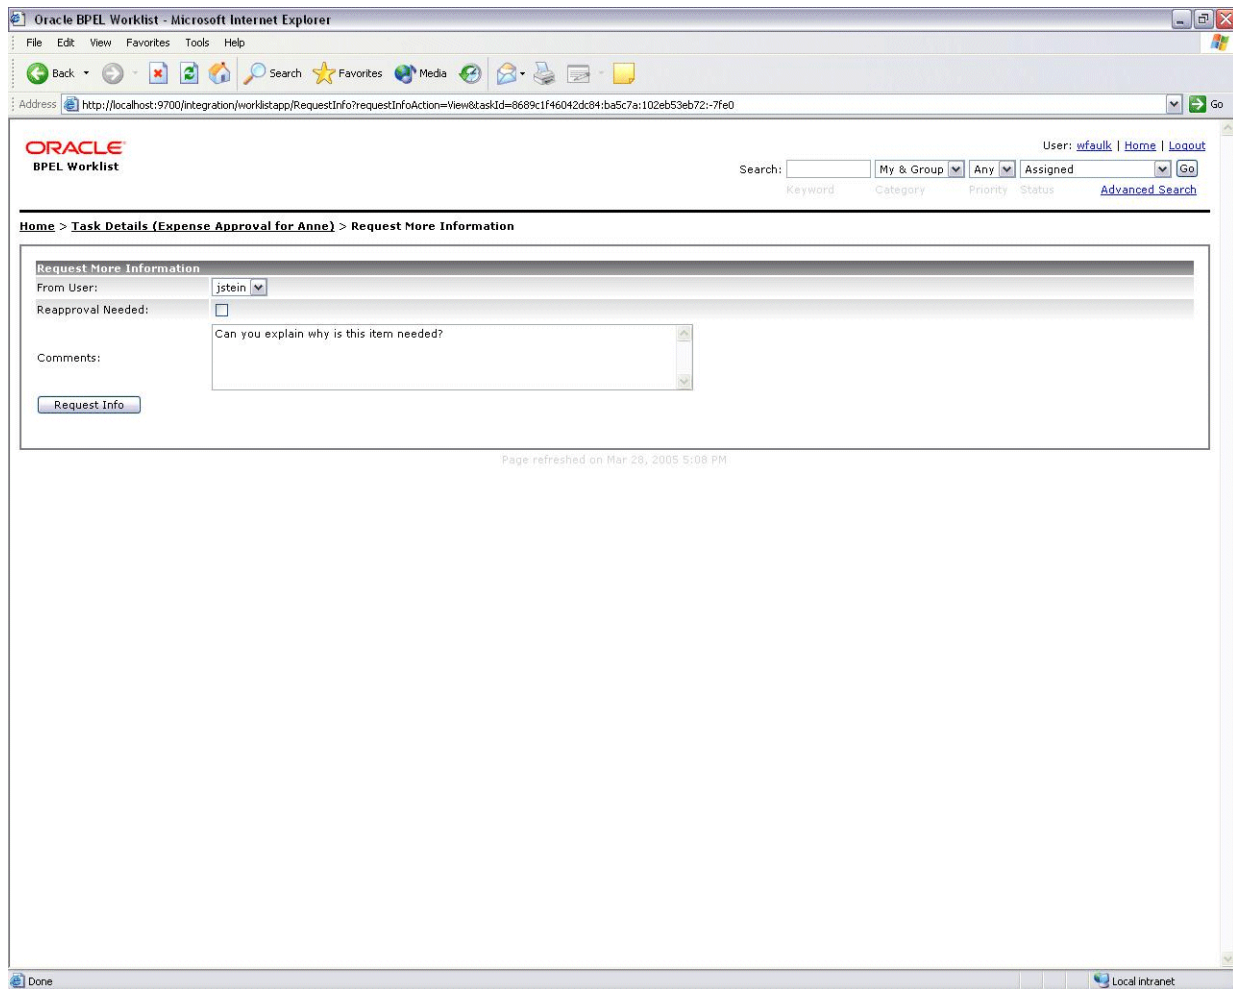 Oracle BPEL Worklist - Microsoft Internet Explorer
File Edit View Favorites Tools Help
Back Search Favorites Media
Address http://localhost:9700/integration/worklistapp/RequestInfo?requestInfoAction=View&taskId=8689c1f46042dc84:ba5c7a:102eb53eb72:-7fe0 Go
ORACLE
BPEL Worklist
User: wfaulk | Home | Logout
Search: My & Group Any Assigned Go
Keyword Category Priority Status Advanced Search
Home > Task Details (Expense Approval for Anne) > Request More Information
Request More Information
From User: jstein
Reapproval Needed:
Can you explain why is this item needed?
Comments:
Request Info
Page refreshed on Mar 28, 2005 5:08 PM
Done Local intranet